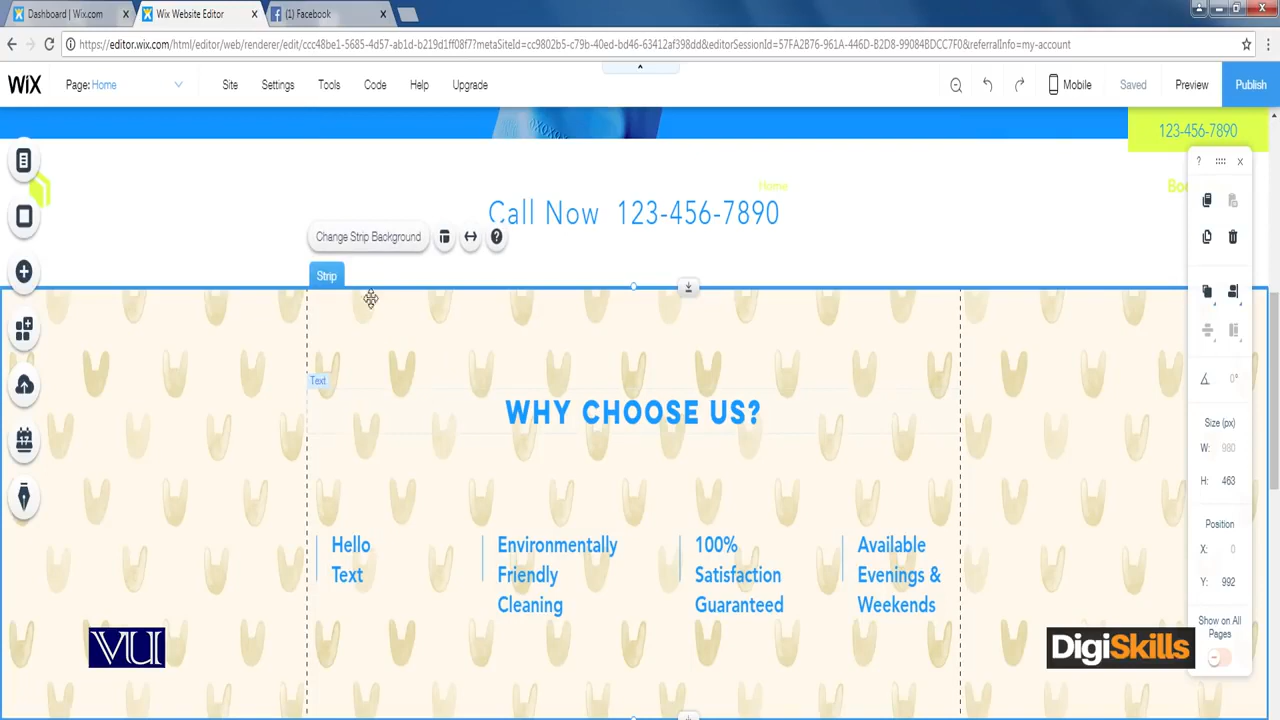 Dashboard | Wix.com
Wix Website Editor
(1) Facebook
https://editor.wix.com/html/editor/web/renderer/edit/ccc48be1-5685-4d57-ab1d-b219d1ff08f7?metaSiteId=cc9802b5-c79b-40ed-bd46-63412af398dd&editorSessionId=57FA2B76-961A-446D-B2D8-99084BDCC7F0&referralInfo=my-account
WiX
Page: Home
Site
Settings
Tools
Code
Help
Upgrade
Mobile
Saved
Preview
Publish
123-456-7890
Home
Call Now 123-456-7890
Change Strip Background
Strip
Text
WHY CHOOSE US?
Hello
Text
Environmentally
Friendly
Cleaning
100%
Satisfaction
Guaranteed
Available
Evenings &
Weekends
0°
Size (px)
W: 980
H: 463
Position
X: 0
Y: 992
Show on All
Pages
VU
DigiSkills